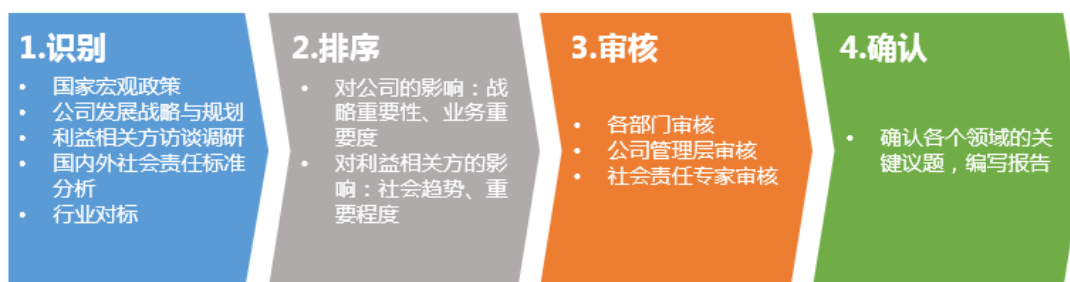 1.识别
• 国家宏观政策
• 公司发展战略与规划
• 利益相关方访谈调研
• 国内外社会责任标准
分析
• 行业对标
2.排序
• 对公司的影响：战
略重要性、业务重
要度
• 对利益相关方的影
响：社会趋势、重
要程度
3.审核
• 各部门审核
• 公司管理层审核
• 社会责任专家审核
4.确认
• 确认各个领域的关
键议题，编写报告